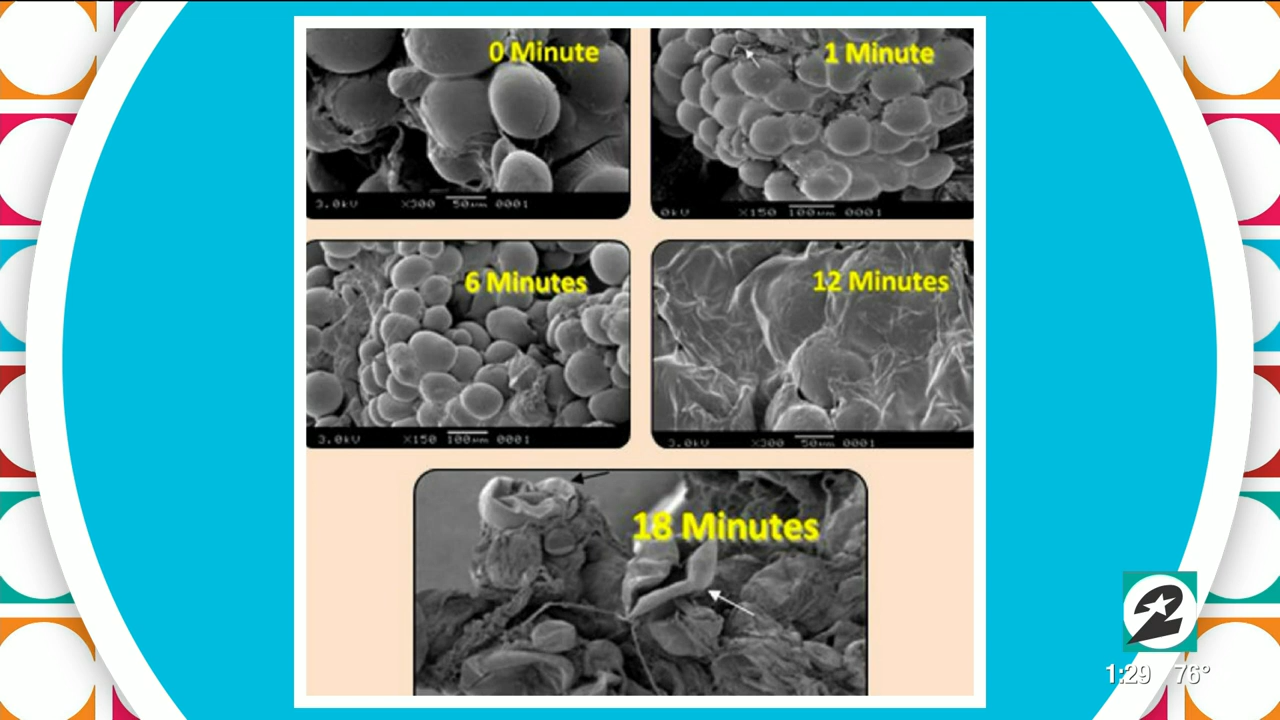 0 Minute
3.0kV X300 50µm 0001
1 Minute
0kV X150 100µm 0001
6 Minutes
3.0kV X150 100µm 0001
12 Minutes
3.0kV X300 50µm 0001
18 Minutes
2
1:29 76°